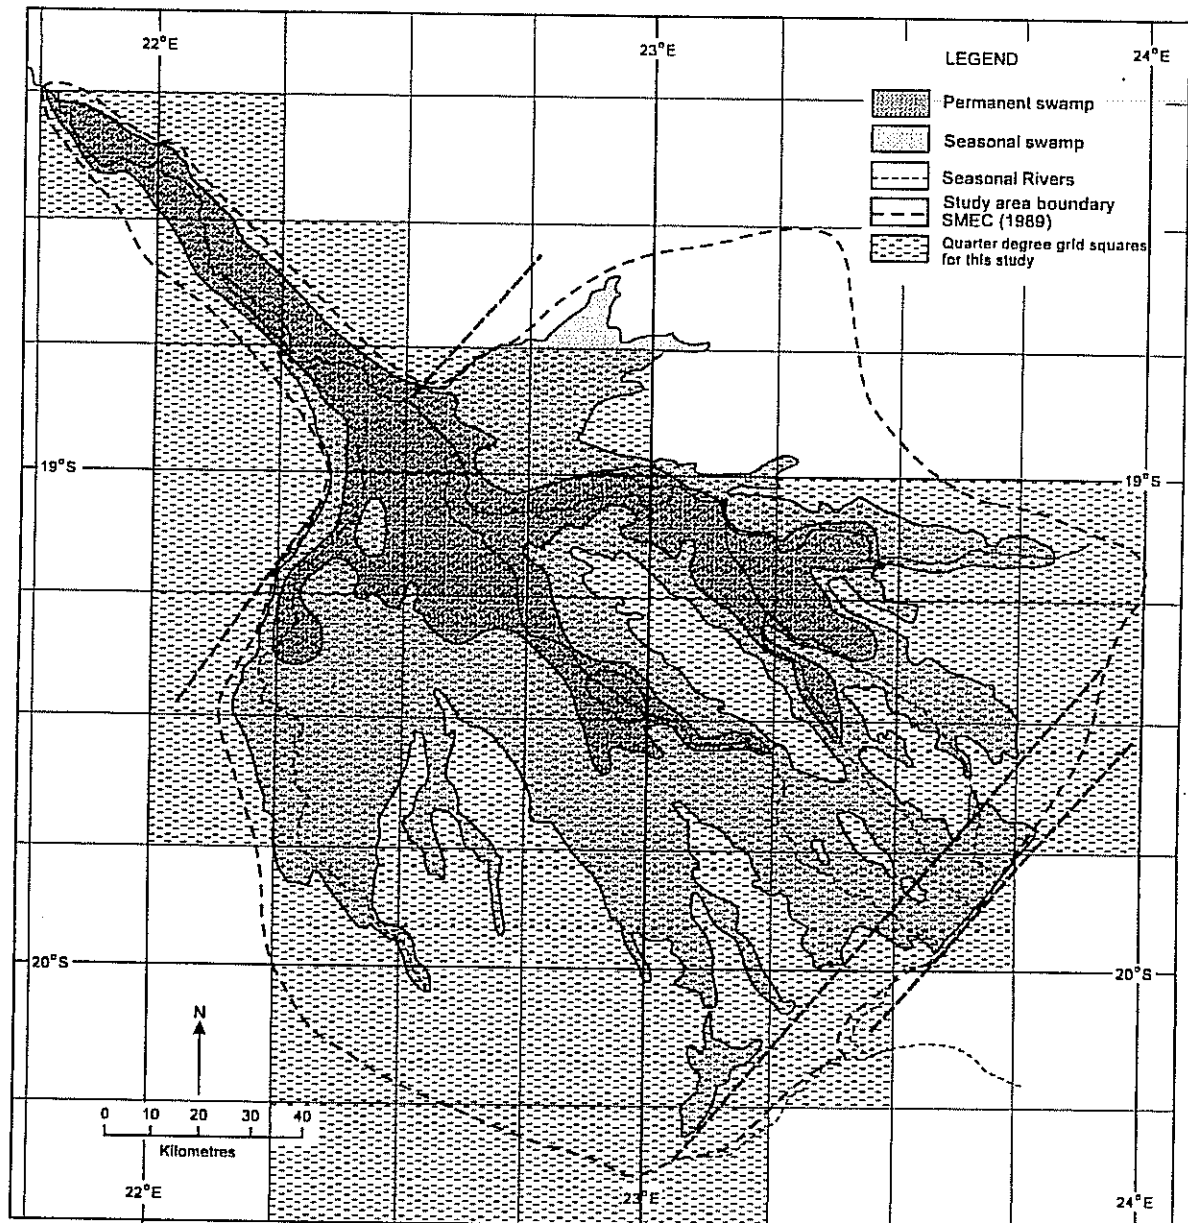 22°E
23°E
24°E
LEGEND
Permanent swamp
Seasonal swamp
Seasonal Rivers
Study area boundary
SMEC (1989)
Quarter degree grid squares
for this study
19°S
19°S
20°S
20°S
N
0 10 20 30 40
Kilometres
22°E
23°E
24°E